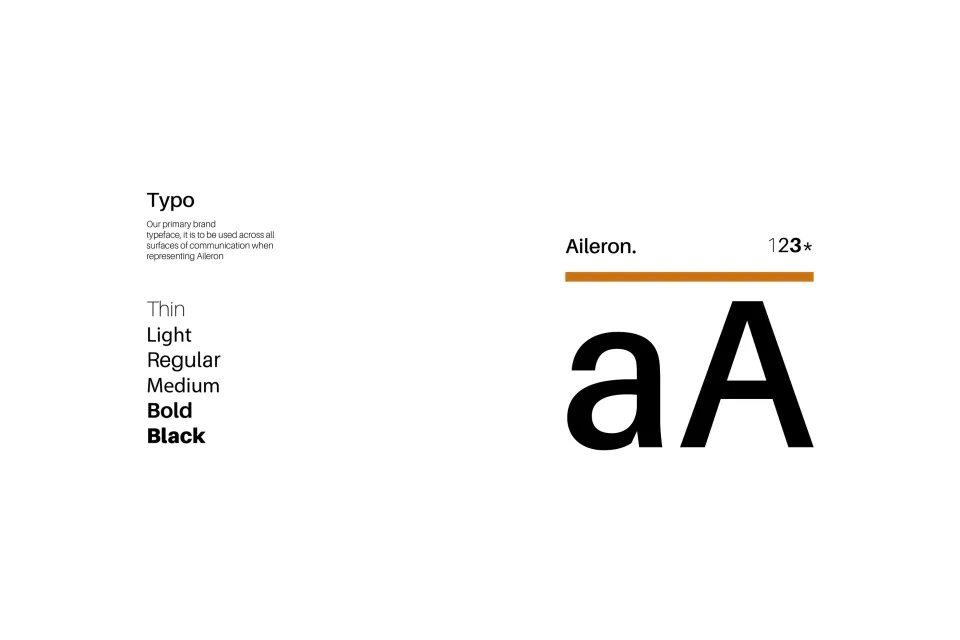 Typo
Our primary brand
typeface, it is to be used across all
surfaces of communication when
representing Aileron
Thin
Light
Regular
Medium
Bold
Black
Aileron.
123*
aA